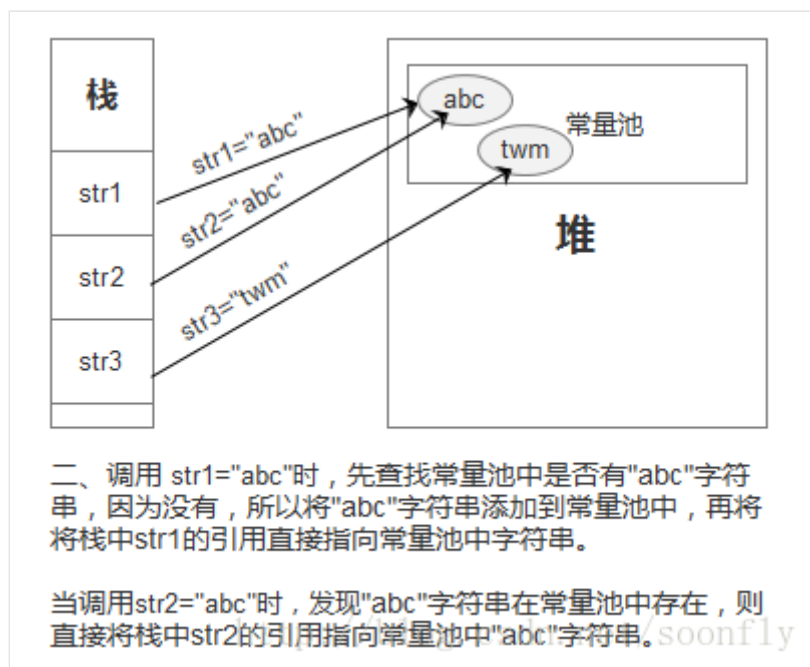 栈
str1
str2
str3
str1="abc"
str2="abc"
str3="twm"
abc
twm
常量池
堆
二、调用 str1="abc"时，先查找常量池中是否有"abc"字符
串，因为没有，所以将"abc"字符串添加到常量池中，再将
将栈中str1的引用直接指向常量池中字符串。
当调用str2="abc"时，发现"abc"字符串在常量池中存在，则
直接将栈中str2的引用指向常量池中"abc"字符串。
/soonfly